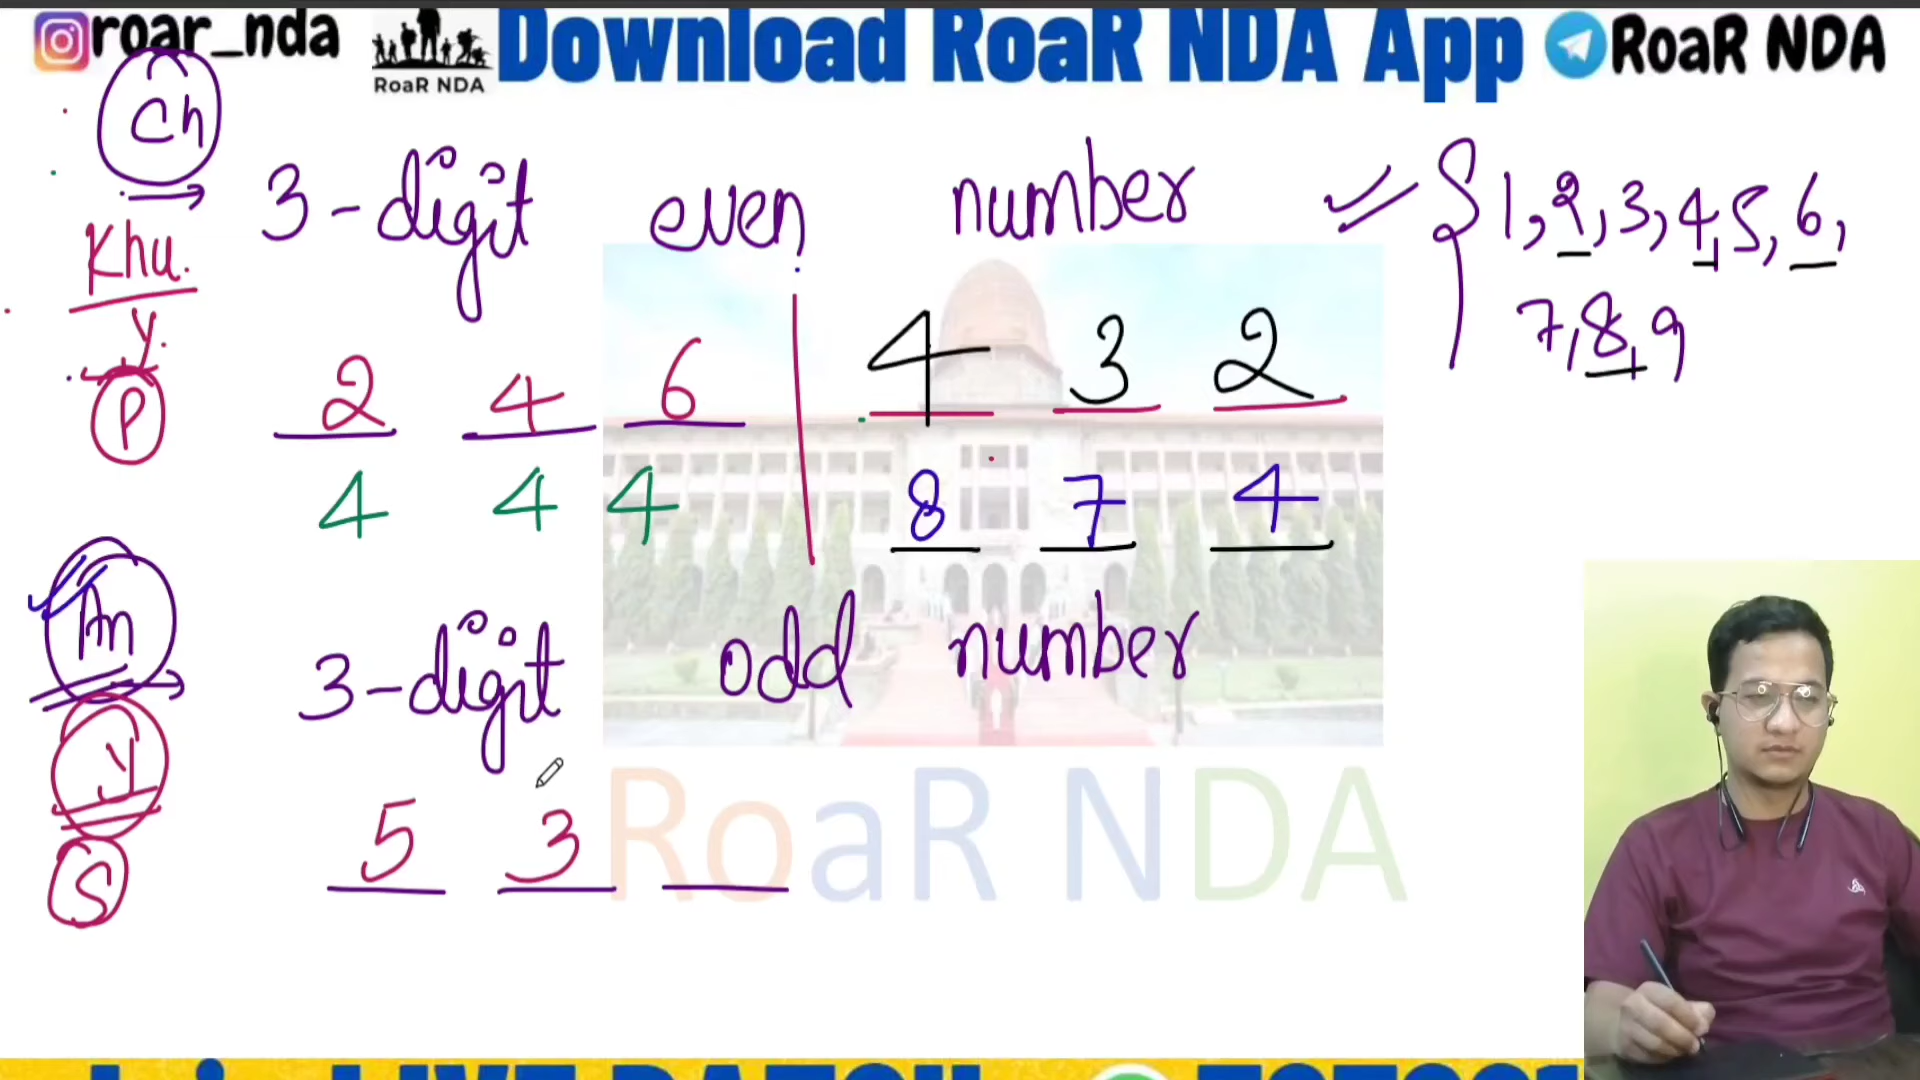 roar_nda RoaR NDA Download RoaR NDA App RoaR NDA
Ch
3-digit even number {1, 2, 3, 4, 5, 6,
7, 8, 9
Khu.
y.
P
2 4 6 4 3 2
4 4 4 8 7 4
An
3-digit odd number
y
S
5 3
RoaR NDA